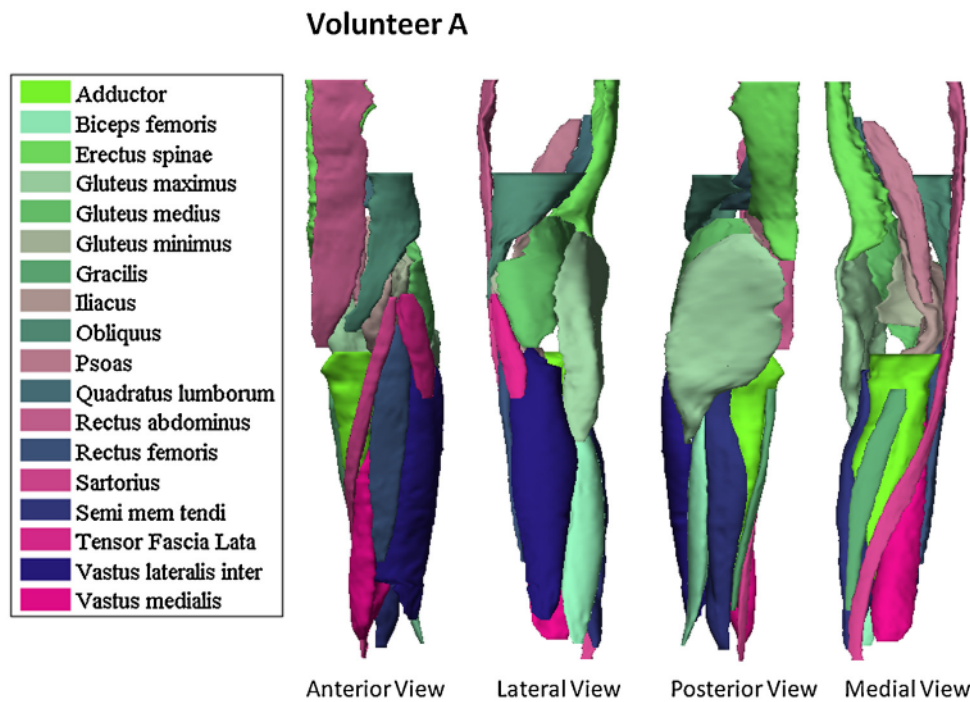 Volunteer A
Adductor
Biceps femoris
Erectus spinae
Gluteus maximus
Gluteus medius
Gluteus minimus
Gracilis
Iliacus
Obliquus
Psoas
Quadratus lumborum
Rectus abdominus
Rectus femoris
Sartorius
Semi mem tendi
Tensor Fascia Lata
Vastus lateralis inter
Vastus medialis
Anterior View Lateral View Posterior View Medial View